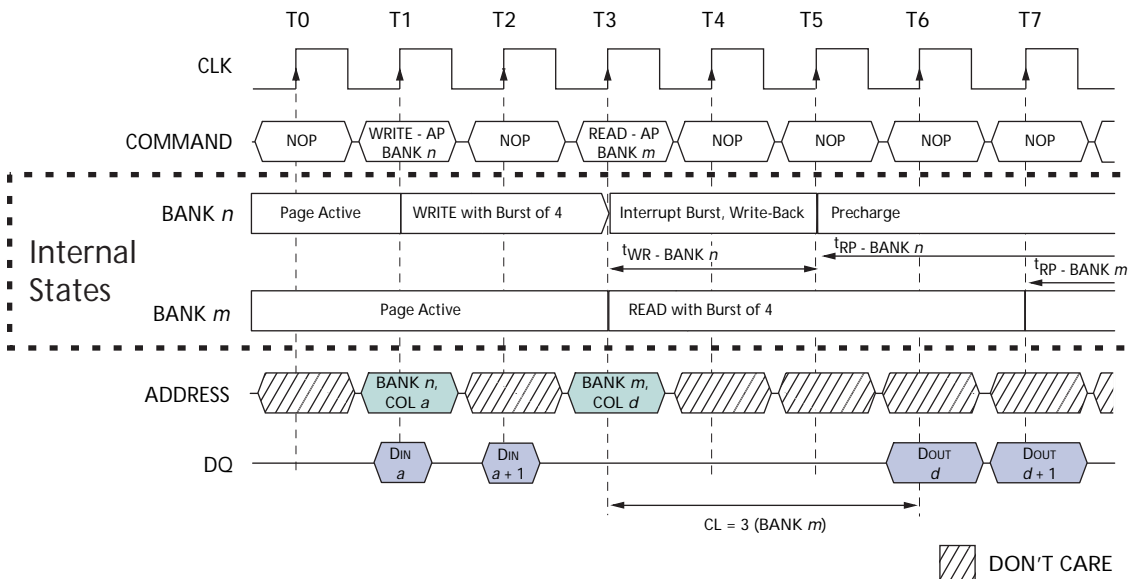 T0 T1 T2 T3 T4 T5 T6 T7
CLK
COMMAND NOP WRITE - AP BANK n NOP READ - AP BANK m NOP NOP NOP NOP
Internal States
BANK n Page Active WRITE with Burst of 4 Interrupt Burst, Write-Back Precharge
tWR - BANK n tRP - BANK n
tRP - BANK m
BANK m Page Active READ with Burst of 4
ADDRESS BANK n, COL a BANK m, COL d
DQ DIN a DIN a + 1 DOUT d DOUT d + 1
CL = 3 (BANK m)
DON'T CARE